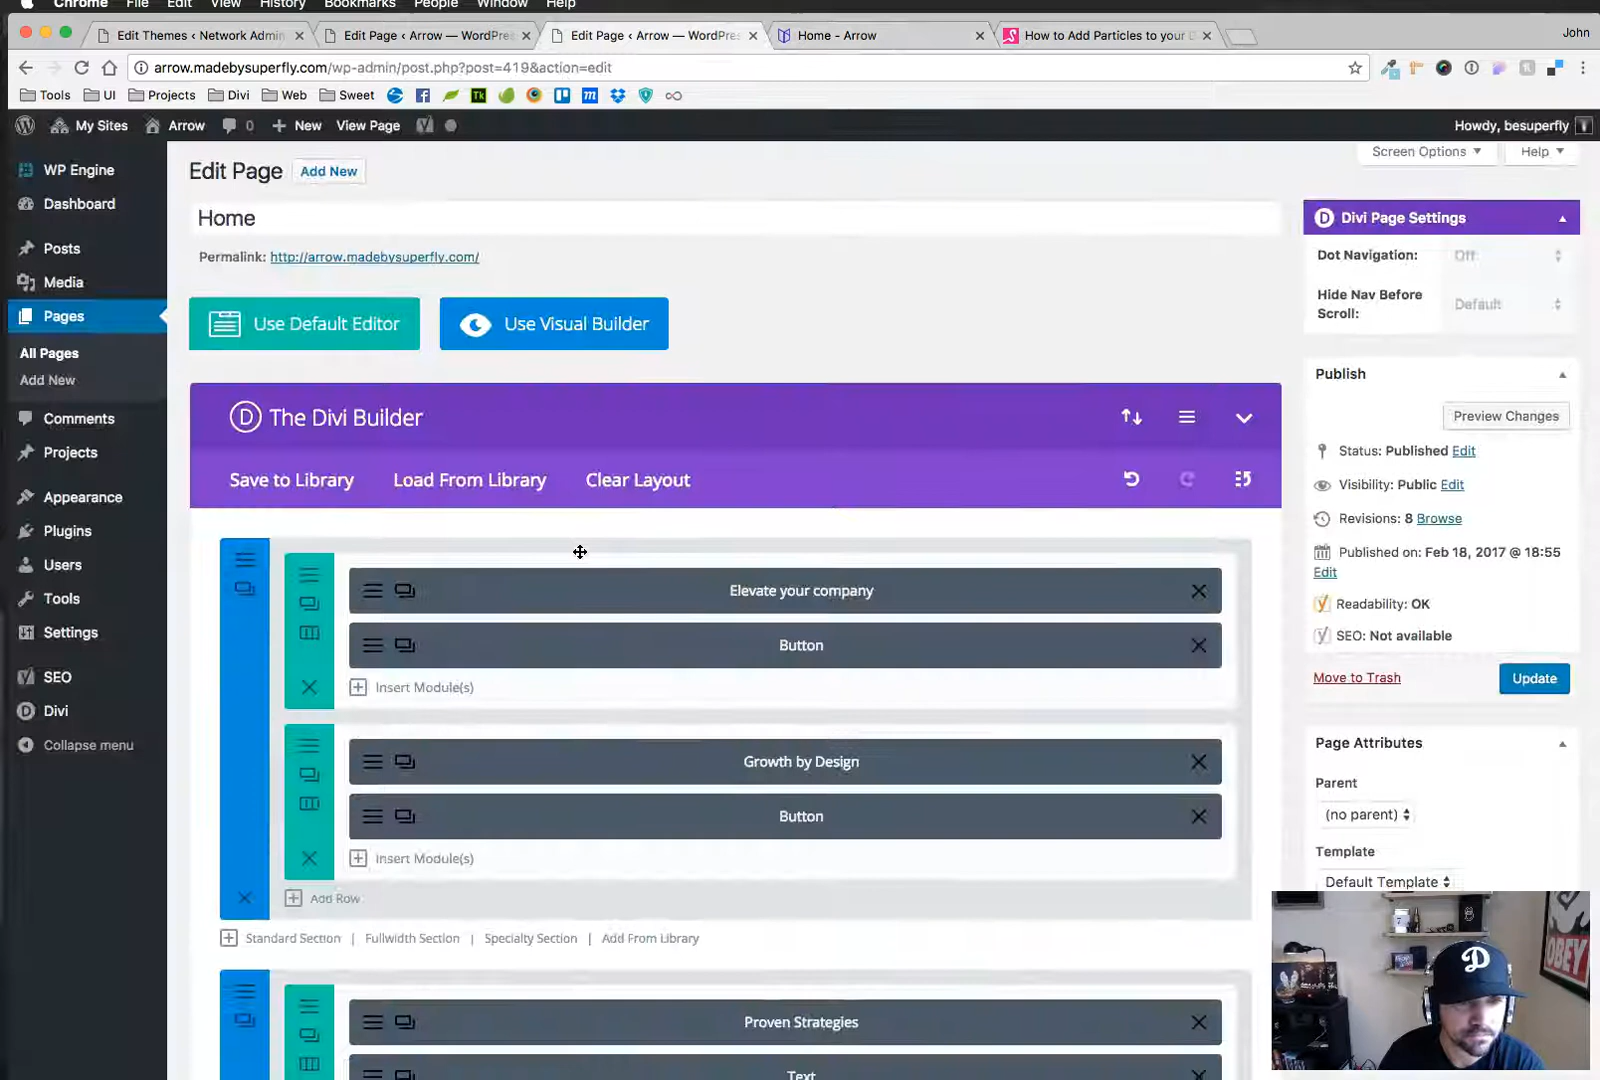 Chrome File Edit View History Bookmarks People Window Help
Edit Themes ‹ Network Admin
Edit Page ‹ Arrow — WordPres
Edit Page ‹ Arrow — WordPres
Home - Arrow
How to Add Particles to your D
John
arrow.madebysuperfly.com/wp-admin/post.php?post=419&action=edit
Tools UI Projects Divi Web Sweet
My Sites Arrow 0 New View Page
Howdy, besuperfly
WP Engine
Dashboard
Posts
Media
Pages
All Pages
Add New
Comments
Projects
Appearance
Plugins
Users
Tools
Settings
SEO
Divi
Collapse menu
Screen Options Help
Edit Page Add New
Home
Permalink: http://arrow.madebysuperfly.com/
Use Default Editor Use Visual Builder
The Divi Builder
Save to Library Load From Library Clear Layout
Elevate your company
Button
Insert Module(s)
Growth by Design
Button
Insert Module(s)
Add Row
Standard Section | Fullwidth Section | Specialty Section | Add From Library
Proven Strategies
Text
Divi Page Settings
Dot Navigation: Off
Hide Nav Before Default
Scroll:
Publish
Preview Changes
Status: Published Edit
Visibility: Public Edit
Revisions: 8 Browse
Published on: Feb 18, 2017 @ 18:55
Edit
Readability: OK
SEO: Not available
Move to Trash Update
Page Attributes
Parent
(no parent)
Template
Default Template
D
OBEY